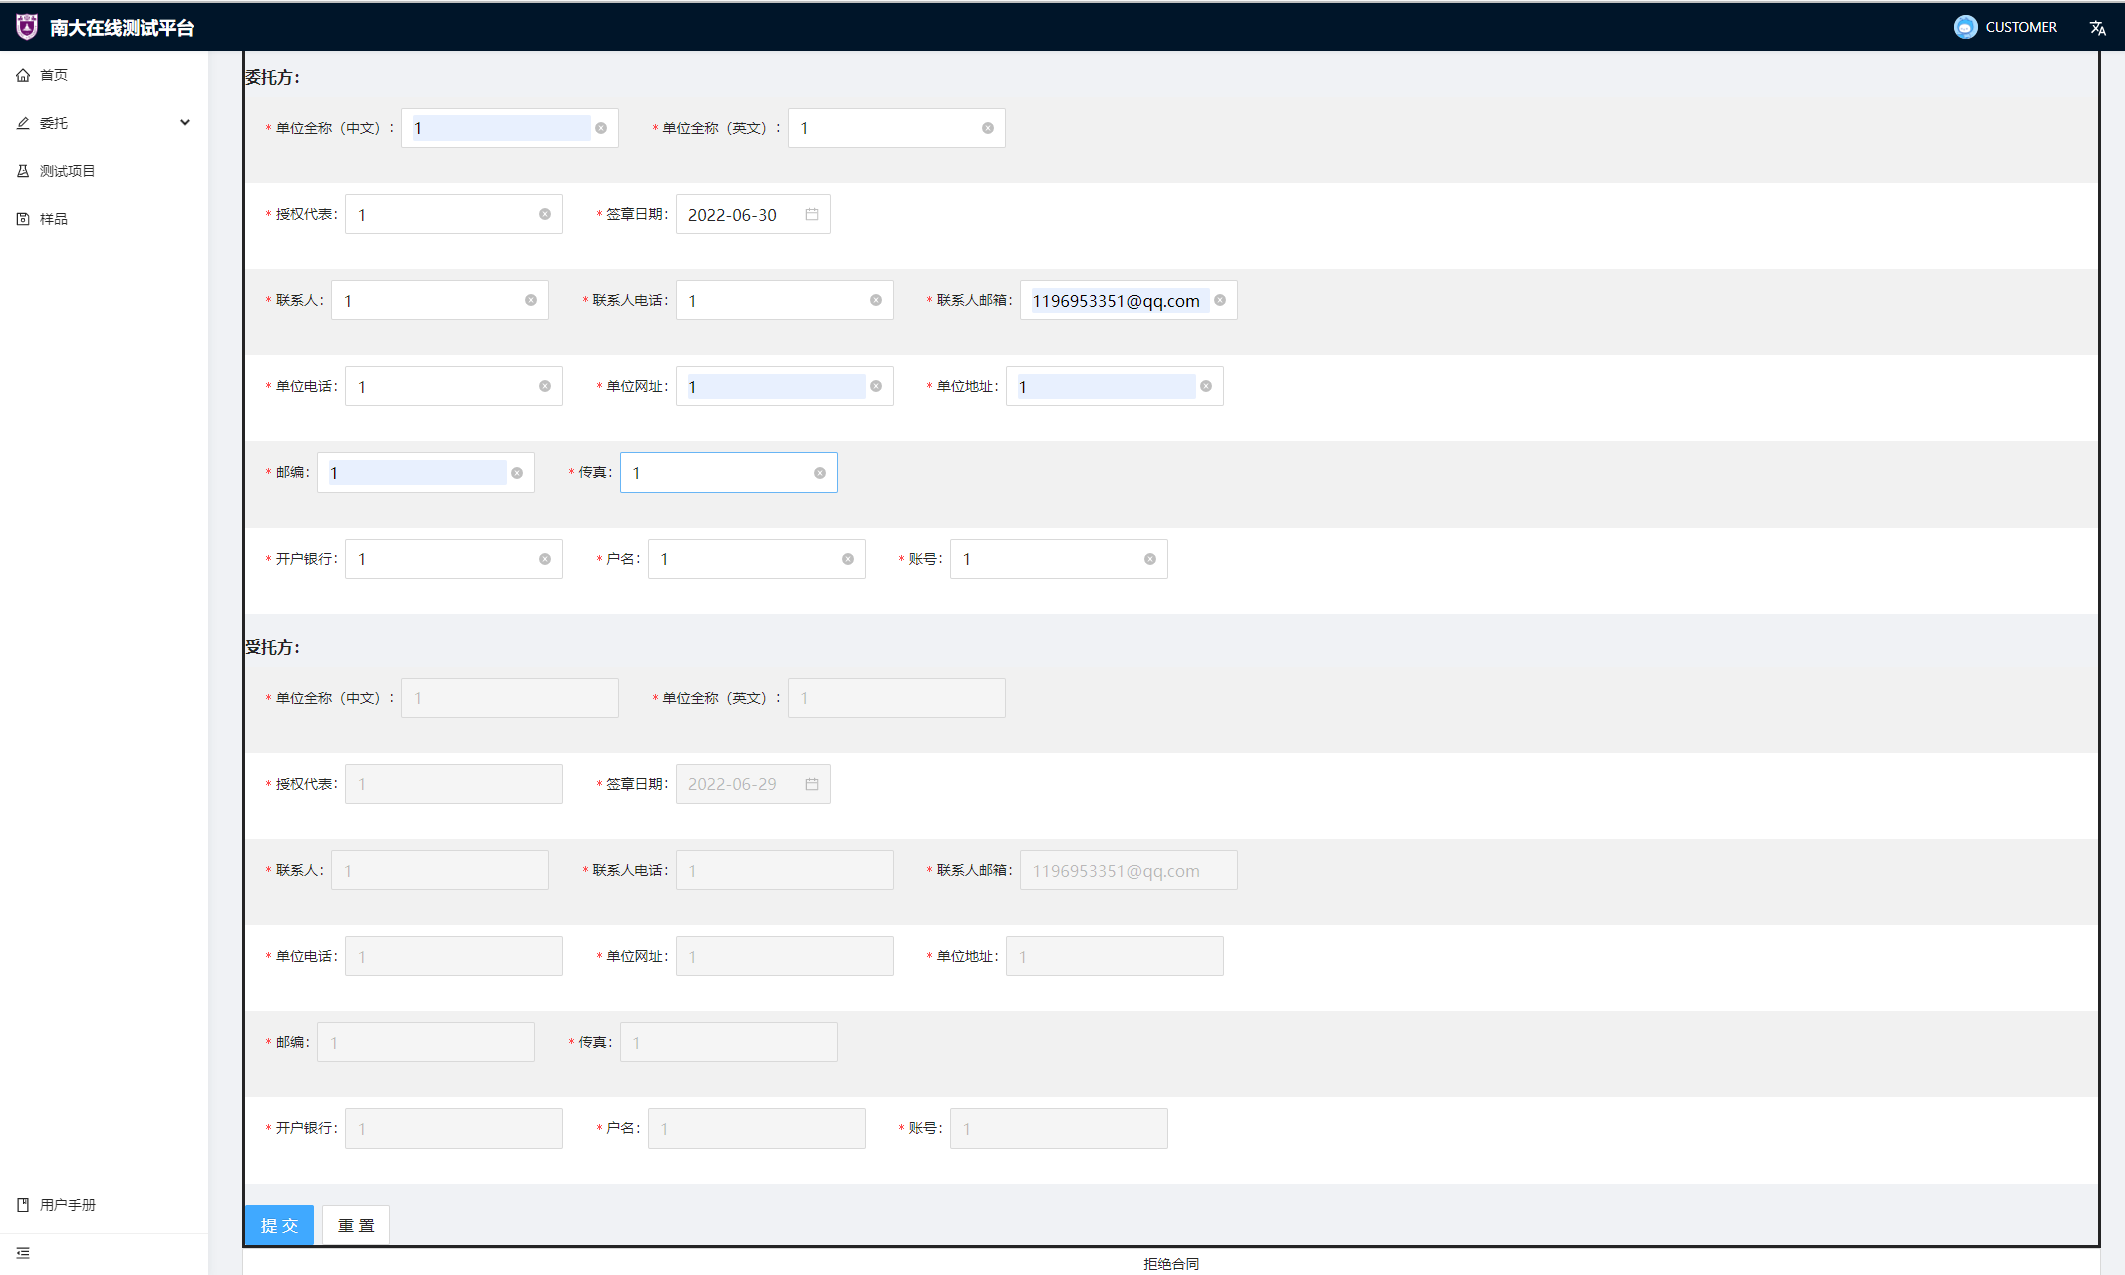 南大在线测试平台
CUSTOMER
首页
委托
测试项目
样品
委托方：
* 单位全称（中文）： 1 * 单位全称（英文）： 1
* 授权代表： 1 * 签章日期： 2022-06-30
* 联系人： 1 * 联系人电话： 1 * 联系人邮箱： 1196953351@qq.com
* 单位电话： 1 * 单位网址： 1 * 单位地址： 1
* 邮编： 1 * 传真： 1
* 开户银行： 1 * 户名： 1 * 账号： 1
受托方：
* 单位全称（中文）： 1 * 单位全称（英文）： 1
* 授权代表： 1 * 签章日期： 2022-06-29
* 联系人： 1 * 联系人电话： 1 * 联系人邮箱： 1196953351@qq.com
* 单位电话： 1 * 单位网址： 1 * 单位地址： 1
* 邮编： 1 * 传真： 1
* 开户银行： 1 * 户名： 1 * 账号： 1
用户手册
提 交 重 置
拒绝合同